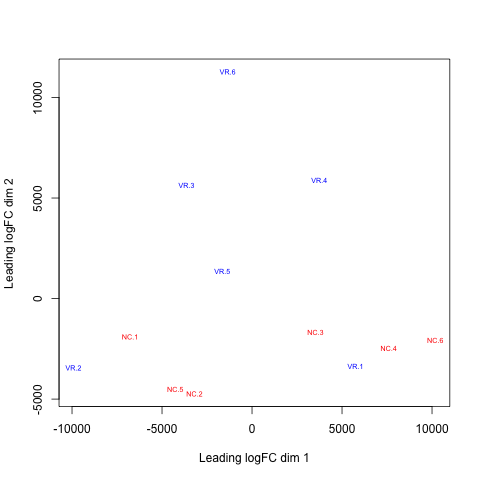 VR.6
VR.3
VR.4
VR.5
NC.1
NC.3
NC.6
NC.4
VR.2
VR.1
NC.5
NC.2
10000
5000
0
-5000
Leading logFC dim 2
-10000
-5000
0
5000
10000
Leading logFC dim 1